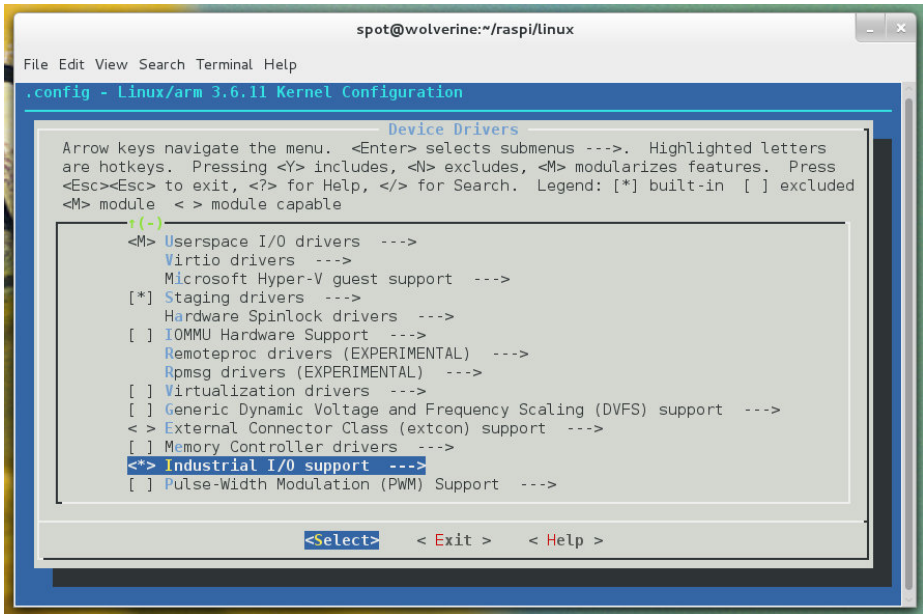 spot@wolverine:~/raspi/linux
File Edit View Search Terminal Help
.config - Linux/arm 3.6.11 Kernel Configuration
Device Drivers
Arrow keys navigate the menu.  <Enter> selects submenus --->.  Highlighted letters
are hotkeys.  Pressing <Y> includes, <N> excludes, <M> modularizes features.  Press
<Esc><Esc> to exit, <?> for Help, </> for Search.  Legend: [*] built-in  [ ] excluded
<M> module  < > module capable
↑(-)
<M> Userspace I/O drivers  --->
Virtio drivers  --->
Microsoft Hyper-V guest support  --->
[*] Staging drivers  --->
Hardware Spinlock drivers  --->
[ ] IOMMU Hardware Support  --->
Remoteproc drivers (EXPERIMENTAL)  --->
Rpmsg drivers (EXPERIMENTAL)  --->
[ ] Virtualization drivers  --->
[ ] Generic Dynamic Voltage and Frequency Scaling (DVFS) support  --->
< > External Connector Class (extcon) support  --->
[ ] Memory Controller drivers  --->
<*> Industrial I/O support  --->
[ ] Pulse-Width Modulation (PWM) Support  --->
<Select>    < Exit >    < Help >